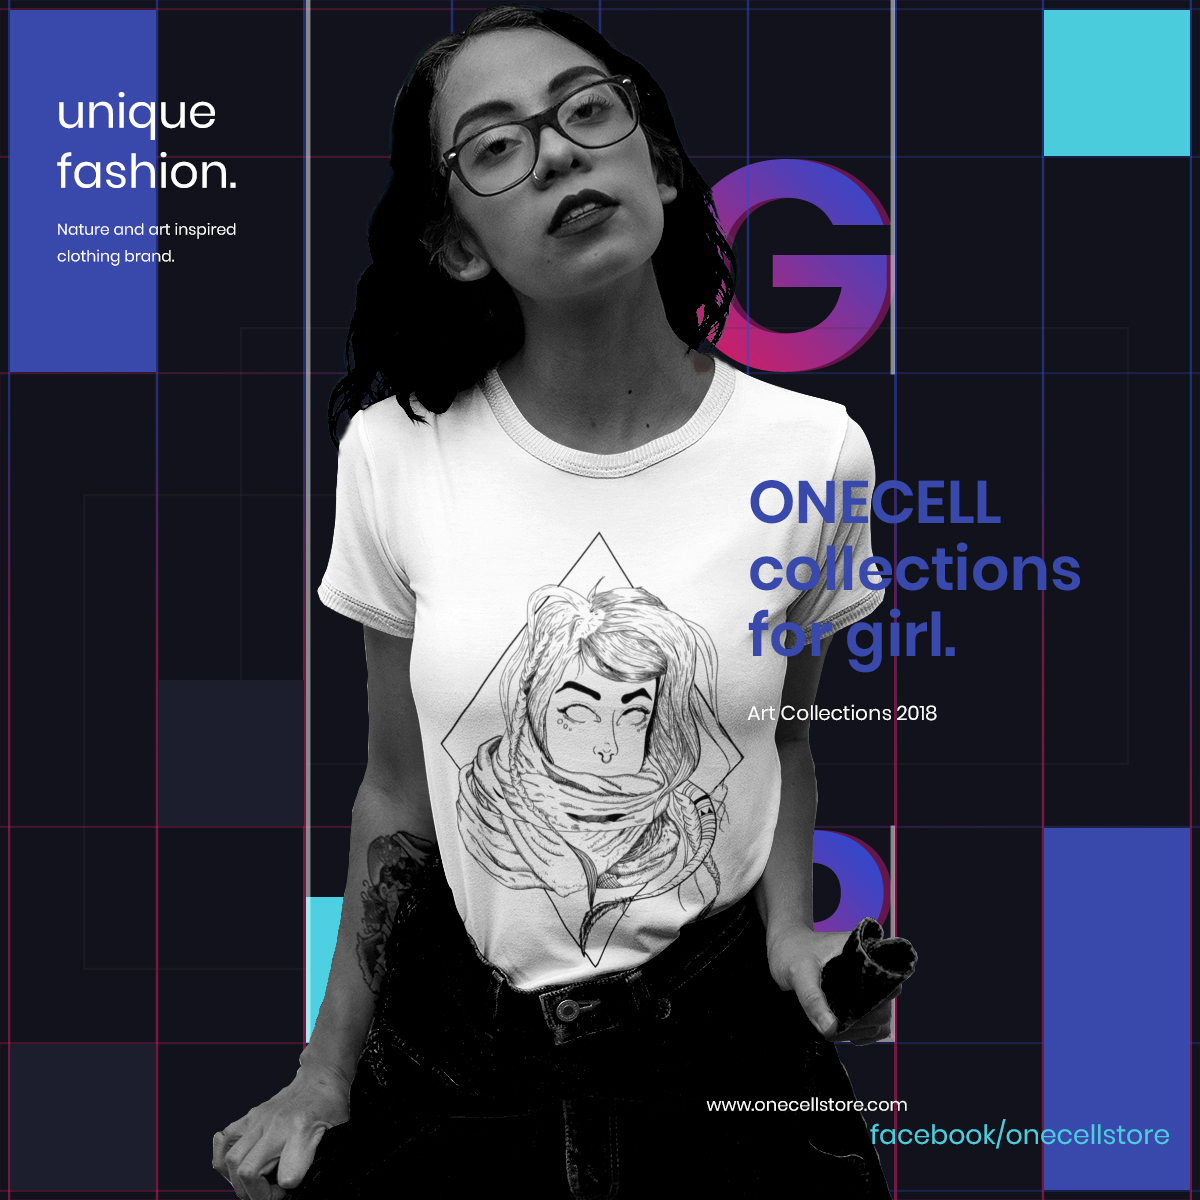 unique
fashion.
Nature and art inspired
clothing brand.
G
ONECELL
collections
for girl.
Art Collections 2018
www.onecellstore.com
facebook/onecellstore